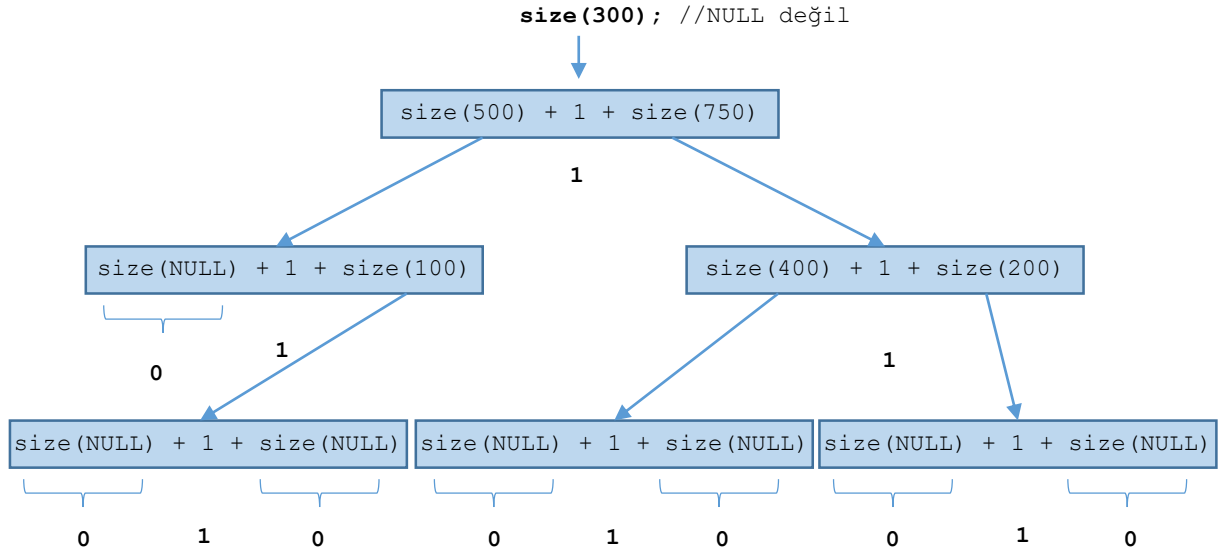 size(300); //NULL değil
size(500) + 1 + size(750)
1
size(NULL) + 1 + size(100)
size(400) + 1 + size(200)
0
1
1
size(NULL) + 1 + size(NULL)
size(NULL) + 1 + size(NULL)
size(NULL) + 1 + size(NULL)
0 1 0
0 1 0
0 1 0